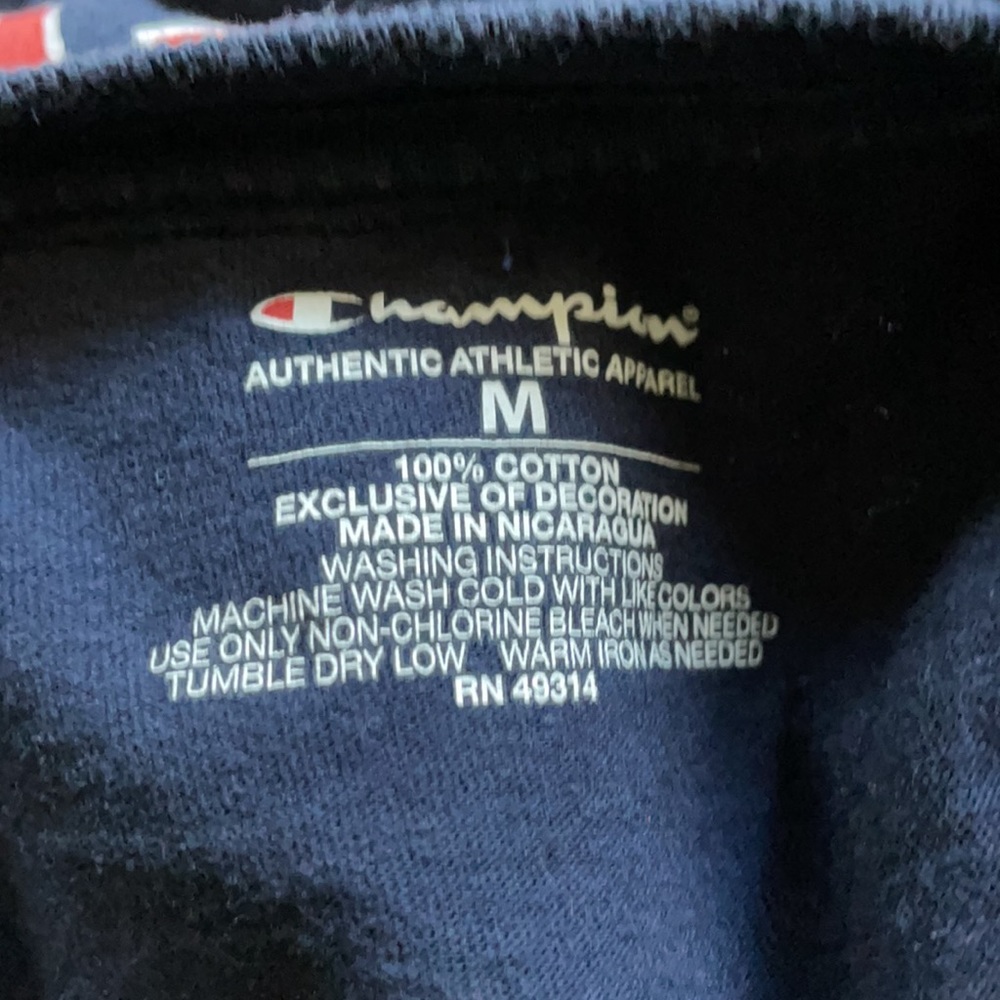 Champion®
AUTHENTIC ATHLETIC APPAREL
M
100% COTTON
EXCLUSIVE OF DECORATION
MADE IN NICARAGUA
WASHING INSTRUCTIONS
MACHINE WASH COLD WITH LIKE COLORS
USE ONLY NON-CHLORINE BLEACH WHEN NEEDED
TUMBLE DRY LOW WARM IRON AS NEEDED
RN 49314